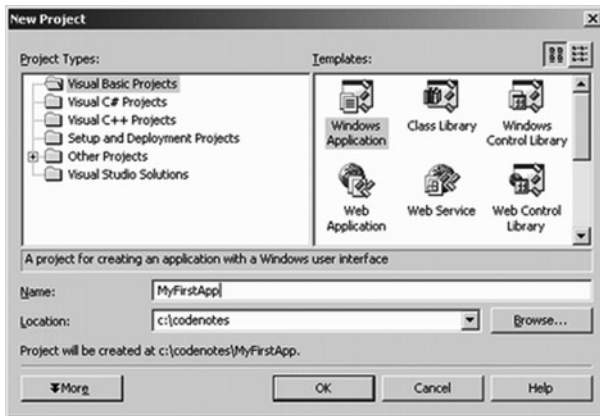 New Project
Project Types:
Templates:
Visual Basic Projects
Visual C# Projects
Visual C++ Projects
Setup and Deployment Projects
Other Projects
Visual Studio Solutions
Windows
Application
Class Library
Windows
Control Library
Web
Application
Web Service
Web Control
Library
A project for creating an application with a Windows user interface
Name:
MyFirstApp
Location:
c:\codenotes
Browse...
Project will be created at c:\codenotes\MyFirstApp.
More
OK
Cancel
Help